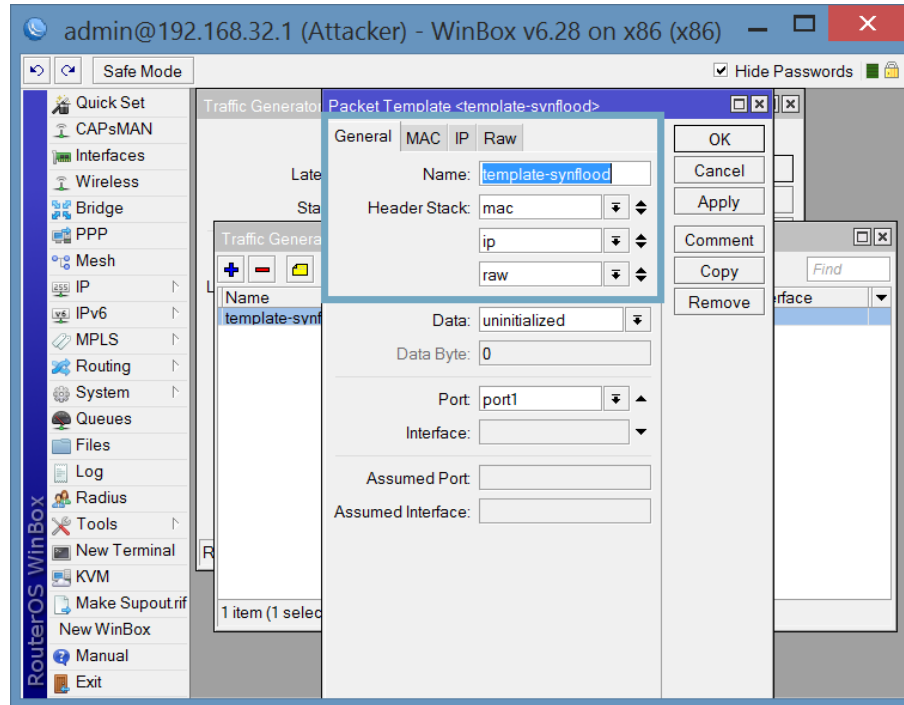 admin@192.168.32.1 (Attacker) - WinBox v6.28 on x86 (x86)
Safe Mode
Hide Passwords
RouterOS WinBox
Quick Set
CAPsMAN
Interfaces
Wireless
Bridge
PPP
Mesh
IP
IPv6
MPLS
Routing
System
Queues
Files
Log
Radius
Tools
New Terminal
KVM
Make Supout.rif
New WinBox
Manual
Exit
Traffic Generator
Late
Sta
L
R
Traffic Genera
Find
Name
erface
template-synf
1 item (1 selec
Packet Template <template-synflood>
General MAC IP Raw
Name: template-synflood
Header Stack: mac
ip
raw
Data: uninitialized
Data Byte: 0
Port: port1
Interface:
Assumed Port:
Assumed Interface:
OK
Cancel
Apply
Comment
Copy
Remove